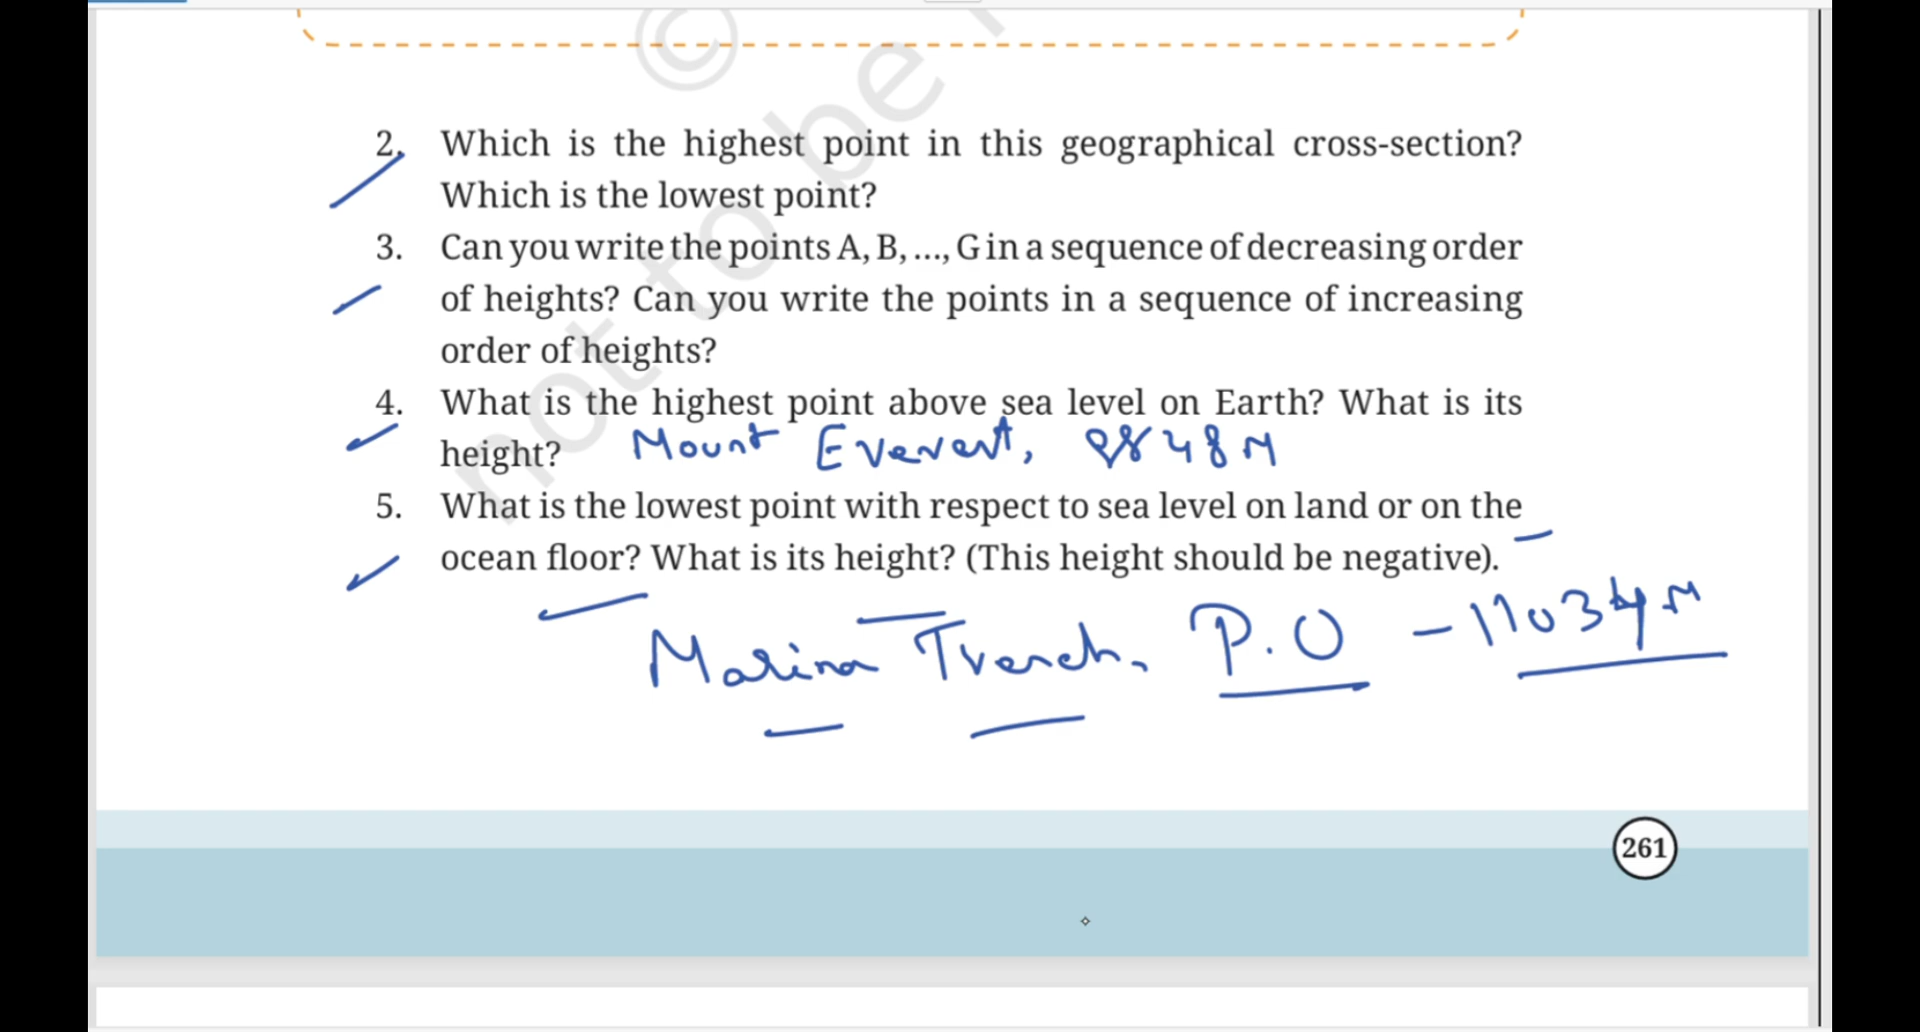 ©
not to be r
2. Which is the highest point in this geographical cross-section?
Which is the lowest point?
3. Can you write the points A, B, ..., G in a sequence of decreasing order
of heights? Can you write the points in a sequence of increasing
order of heights?
4. What is the highest point above sea level on Earth? What is its
height? Mount Everest, 8848 M
5. What is the lowest point with respect to sea level on land or on the
ocean floor? What is its height? (This height should be negative).
Marina Trench. P.O -11034 M
261